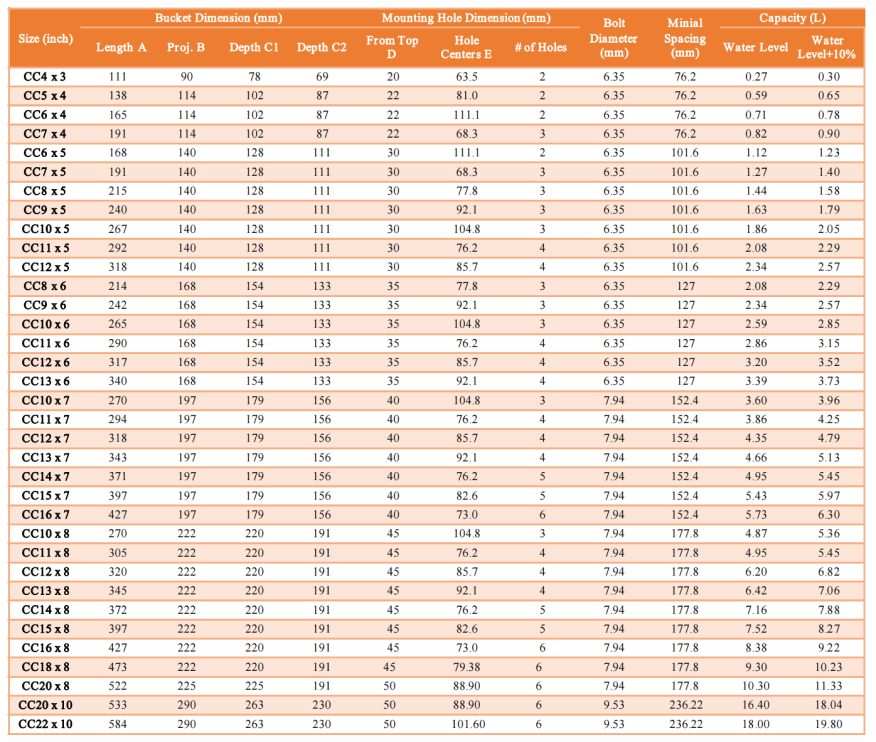 Size (inch) Bucket Dimension (mm) Mounting Hole Dimension (mm) Bolt Diameter (mm) Minial Spacing (mm) Capacity (L)
Length A Proj. B Depth C1 Depth C2 From Top D Hole Centers E # of Holes Water Level Water Level+10%
CC4 x 3 111 90 78 69 20 63.5 2 6.35 76.2 0.27 0.30
CC5 x 4 138 114 102 87 22 81.0 2 6.35 76.2 0.59 0.65
CC6 x 4 165 114 102 87 22 111.1 2 6.35 76.2 0.71 0.78
CC7 x 4 191 114 102 87 22 68.3 3 6.35 76.2 0.82 0.90
CC6 x 5 168 140 128 111 30 111.1 2 6.35 101.6 1.12 1.23
CC7 x 5 191 140 128 111 30 68.3 3 6.35 101.6 1.27 1.40
CC8 x 5 215 140 128 111 30 77.8 3 6.35 101.6 1.44 1.58
CC9 x 5 240 140 128 111 30 92.1 3 6.35 101.6 1.63 1.79
CC10 x 5 267 140 128 111 30 104.8 3 6.35 101.6 1.86 2.05
CC11 x 5 292 140 128 111 30 76.2 4 6.35 101.6 2.08 2.29
CC12 x 5 318 140 128 111 30 85.7 4 6.35 101.6 2.34 2.57
CC8 x 6 214 168 154 133 35 77.8 3 6.35 127 2.08 2.29
CC9 x 6 242 168 154 133 35 92.1 3 6.35 127 2.34 2.57
CC10 x 6 265 168 154 133 35 104.8 3 6.35 127 2.59 2.85
CC11 x 6 290 168 154 133 35 76.2 4 6.35 127 2.86 3.15
CC12 x 6 317 168 154 133 35 85.7 4 6.35 127 3.20 3.52
CC13 x 6 340 168 154 133 35 92.1 4 6.35 127 3.39 3.73
CC10 x 7 270 197 179 156 40 104.8 3 7.94 152.4 3.60 3.96
CC11 x 7 294 197 179 156 40 76.2 4 7.94 152.4 3.86 4.25
CC12 x 7 318 197 179 156 40 85.7 4 7.94 152.4 4.35 4.79
CC13 x 7 343 197 179 156 40 92.1 4 7.94 152.4 4.66 5.13
CC14 x 7 371 197 179 156 40 76.2 5 7.94 152.4 4.95 5.45
CC15 x 7 397 197 179 156 40 82.6 5 7.94 152.4 5.43 5.97
CC16 x 7 427 197 179 156 40 73.0 6 7.94 152.4 5.73 6.30
CC10 x 8 270 222 220 191 45 104.8 3 7.94 177.8 4.87 5.36
CC11 x 8 305 222 220 191 45 76.2 4 7.94 177.8 4.95 5.45
CC12 x 8 320 222 220 191 45 85.7 4 7.94 177.8 6.20 6.82
CC13 x 8 345 222 220 191 45 92.1 4 7.94 177.8 6.42 7.06
CC14 x 8 372 222 220 191 45 76.2 5 7.94 177.8 7.16 7.88
CC15 x 8 397 222 220 191 45 82.6 5 7.94 177.8 7.52 8.27
CC16 x 8 427 222 220 191 45 73.0 6 7.94 177.8 8.38 9.22
CC18 x 8 473 222 220 191 45 79.38 6 7.94 177.8 9.30 10.23
CC20 x 8 522 225 225 191 50 88.90 6 7.94 177.8 10.30 11.33
CC20 x 10 533 290 263 230 50 88.90 6 9.53 236.22 16.40 18.04
CC22 x 10 584 290 263 230 50 101.60 6 9.53 236.22 18.00 19.80